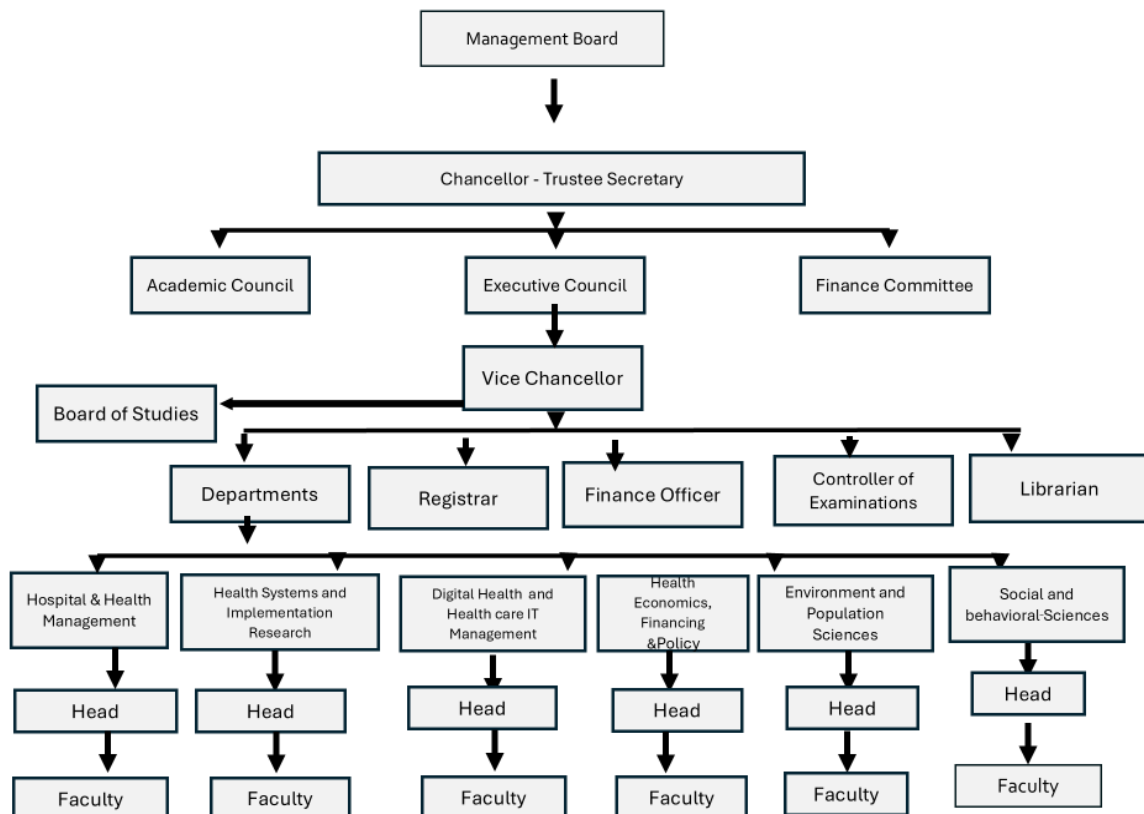 Management Board
Chancellor - Trustee Secretary
Academic Council
Executive Council
Finance Committee
Vice Chancellor
Board of Studies
Departments
Registrar
Finance Officer
Controller of
Examinations
Librarian
Hospital & Health
Management
Health Systems and
Implementation
Research
Digital Health and
Health care IT
Management
Health
Economics,
Financing
&Policy
Environment and
Population
Sciences
Social and
behavioral-Sciences
Head
Head
Head
Head
Head
Head
Faculty
Faculty
Faculty
Faculty
Faculty
Faculty